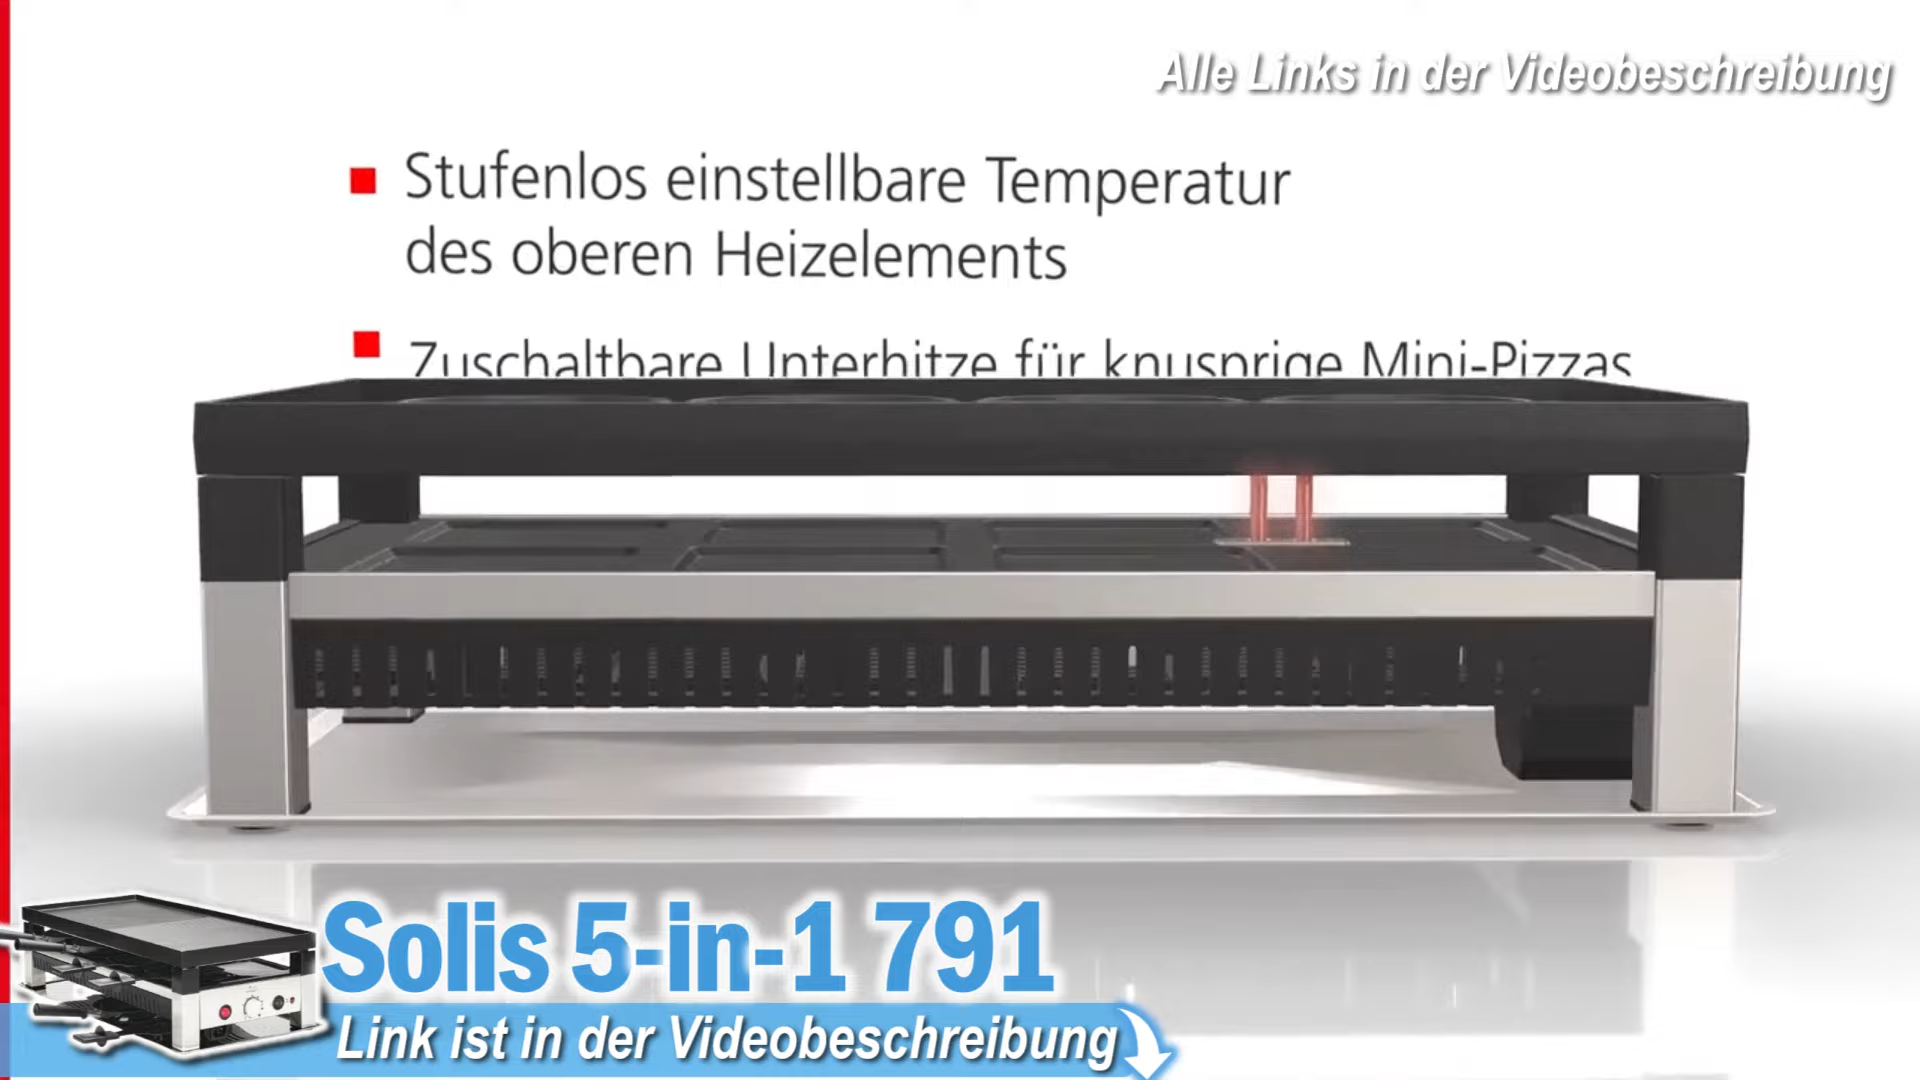 Alle Links in der Videobeschreibung
Stufenlos einstellbare Temperatur
des oberen Heizelements
Zuschaltbare Unterhitze für knusprige Mini-Pizzas
Solis 5-in-1 791
Link ist in der Videobeschreibung